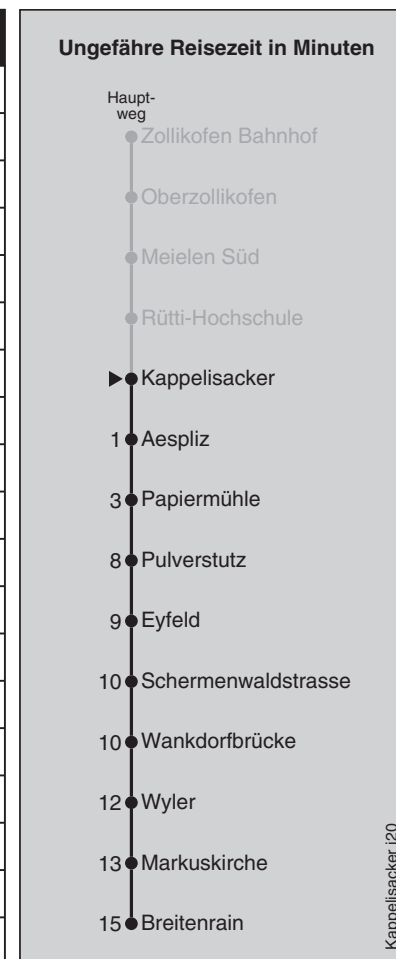 Ungefähre Reisezeit in Minuten
Haupt-
weg
Zollikofen Bahnhof
Oberzollikofen
Meielen Süd
Rütti-Hochschule
Kappelisacker
1 Aespliz
3 Papiermühle
8 Pulverstutz
9 Eyfeld
10 Schermenwaldstrasse
10 Wankdorfbrücke
12 Wyler
13 Markuskirche
15 Breitenrain
Kappelisacker i20